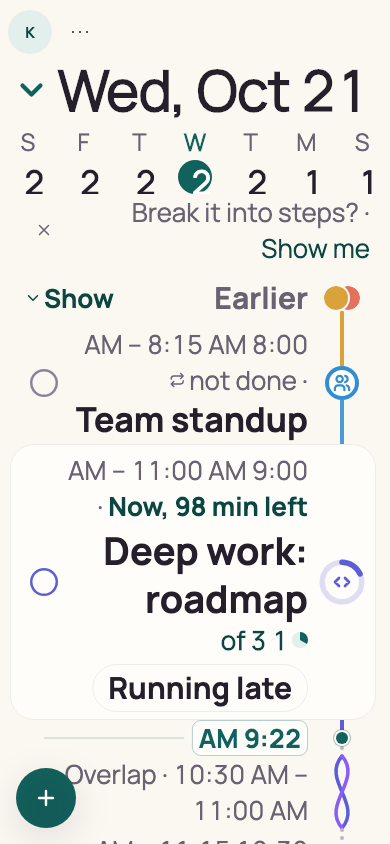 K ...
Wed, Oct 21
S F T W T M S
2 2 2 2 2 1 1
Break it into steps? ·
Show me
×
Show
Earlier
AM – 8:15 AM 8:00
not done ·
Team standup
AM – 11:00 AM 9:00
· Now, 98 min left
Deep work:
roadmap
of 3 1
Running late
AM 9:22
Overlap · 10:30 AM –
11:00 AM
+